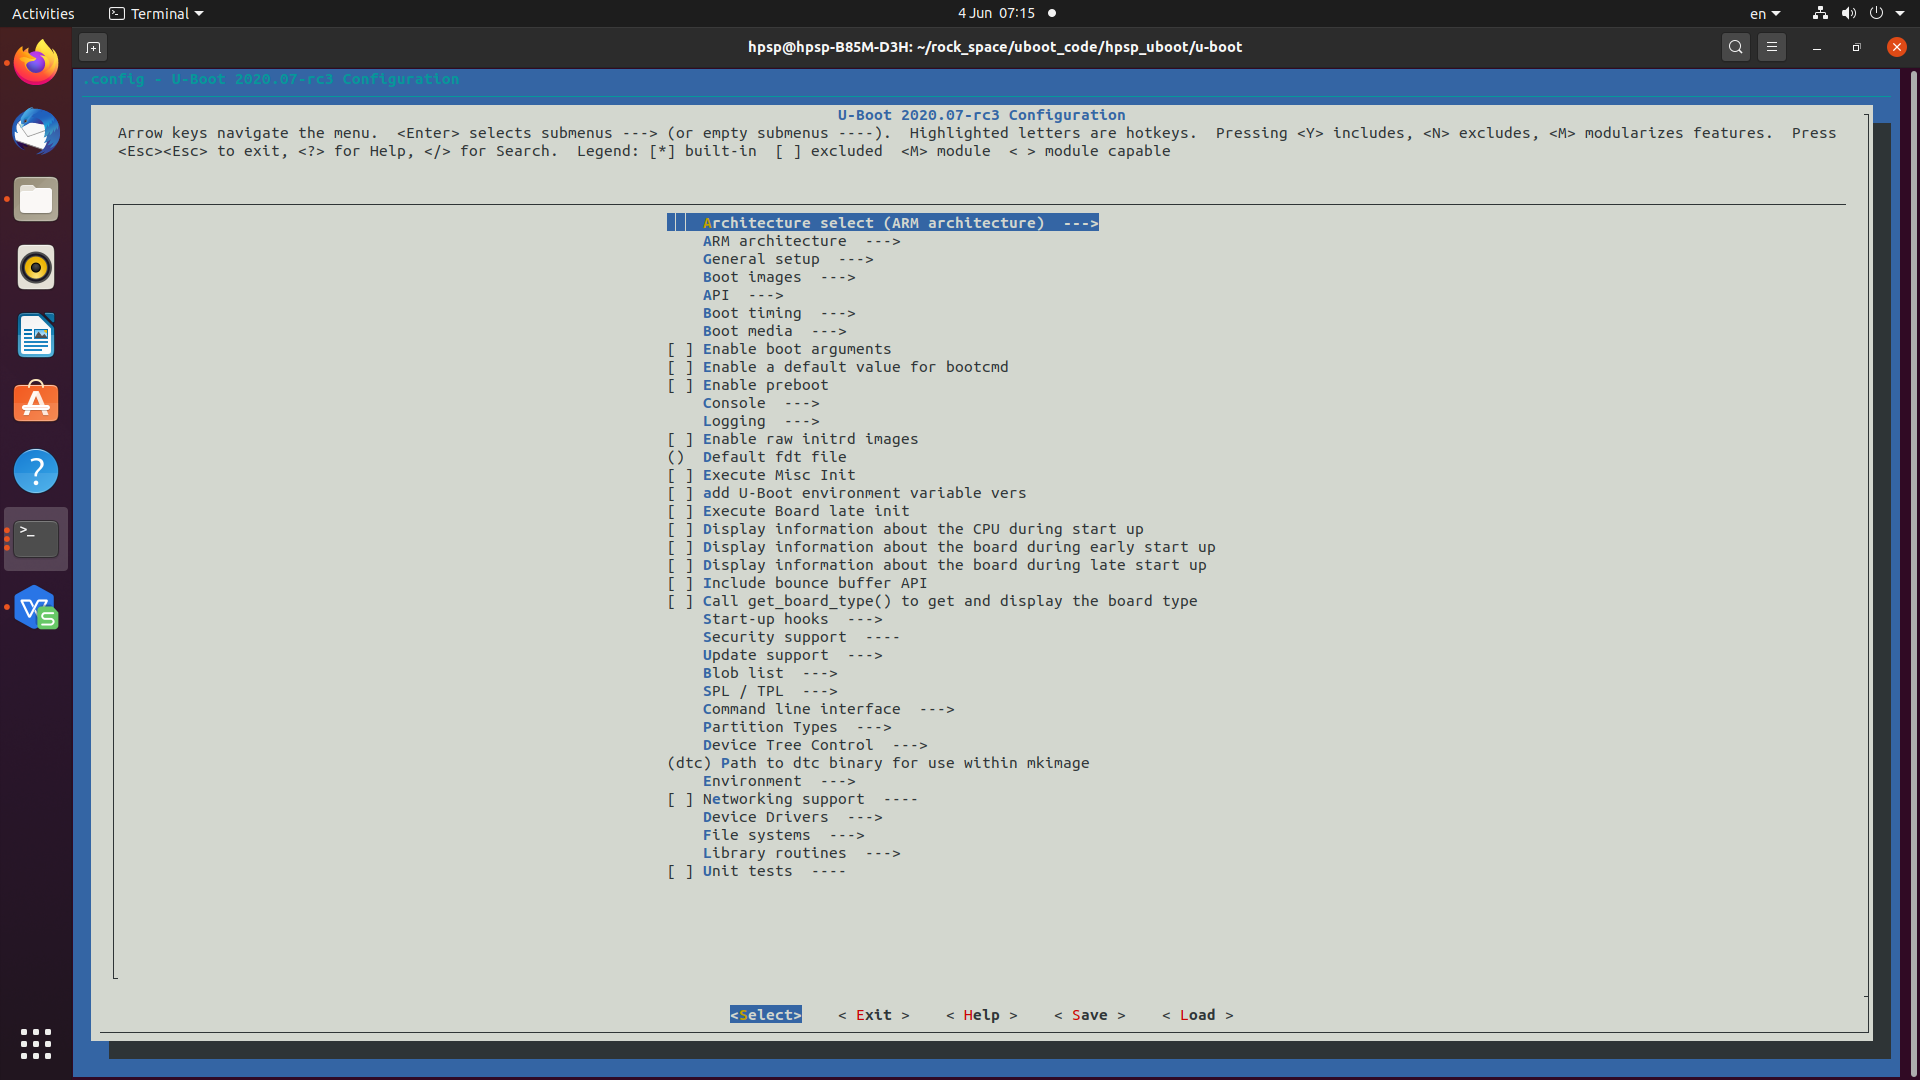 Activities Terminal 4 Jun 07:15 en
hpsp@hpsp-B85M-D3H: ~/rock_space/uboot_code/hpsp_uboot/u-boot
.config - U-Boot 2020.07-rc3 Configuration
U-Boot 2020.07-rc3 Configuration
Arrow keys navigate the menu.  <Enter> selects submenus ---> (or empty submenus ----).  Highlighted letters are hotkeys.  Pressing <Y> includes, <N> excludes, <M> modularizes features.  Press
<Esc><Esc> to exit, <?> for Help, </> for Search.  Legend: [*] built-in  [ ] excluded  <M> module  < > module capable
Architecture select (ARM architecture)  --->
ARM architecture  --->
General setup  --->
Boot images  --->
API  --->
Boot timing  --->
Boot media  --->
[ ] Enable boot arguments
[ ] Enable a default value for bootcmd
[ ] Enable preboot
Console  --->
Logging  --->
[ ] Enable raw initrd images
()  Default fdt file
[ ] Execute Misc Init
[ ] add U-Boot environment variable vers
[ ] Execute Board late init
[ ] Display information about the CPU during start up
[ ] Display information about the board during early start up
[ ] Display information about the board during late start up
[ ] Include bounce buffer API
[ ] Call get_board_type() to get and display the board type
Start-up hooks  --->
Security support  ----
Update support  --->
Blob list  --->
SPL / TPL  --->
Command line interface  --->
Partition Types  --->
Device Tree Control  --->
(dtc) Path to dtc binary for use within mkimage
Environment  --->
[ ] Networking support  ----
Device Drivers  --->
File systems  --->
Library routines  --->
[ ] Unit tests  ----
<Select>    < Exit >    < Help >    < Save >    < Load >